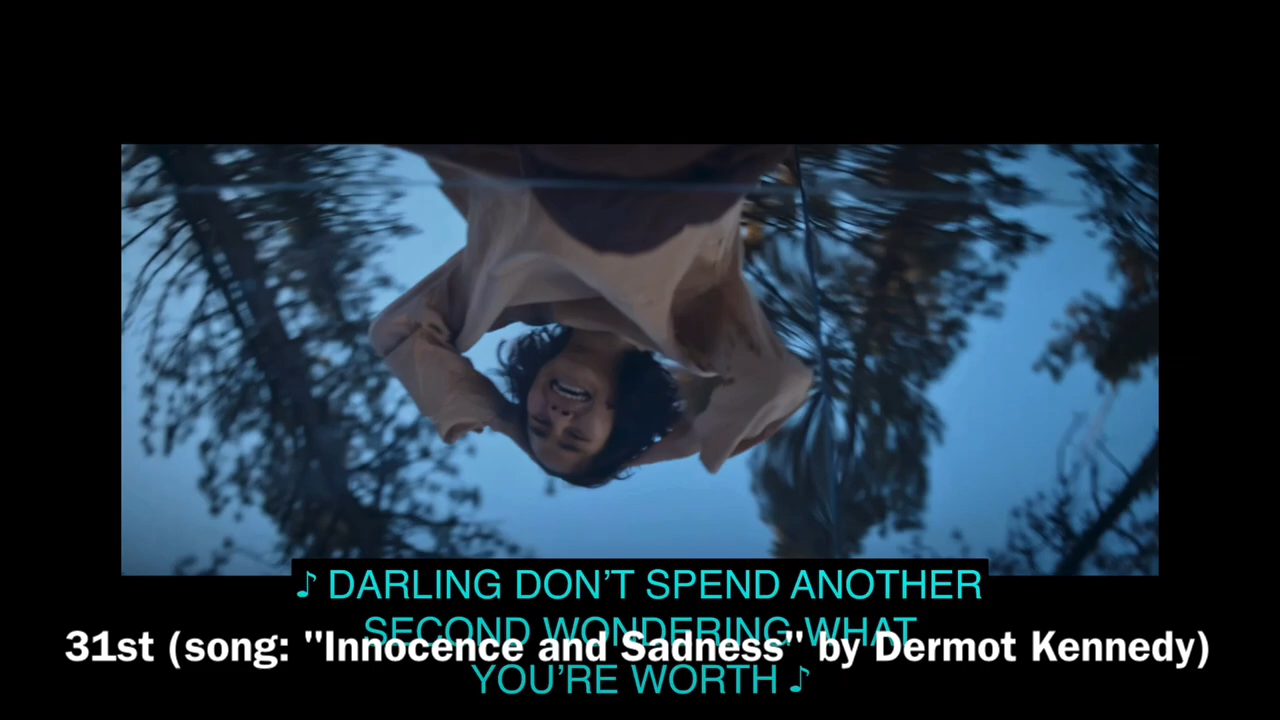 ♪ DARLING DON’T SPEND ANOTHER
SECOND WONDERING WHAT
31st (song: "Innocence and Sadness" by Dermot Kennedy)
YOU’RE WORTH ♪